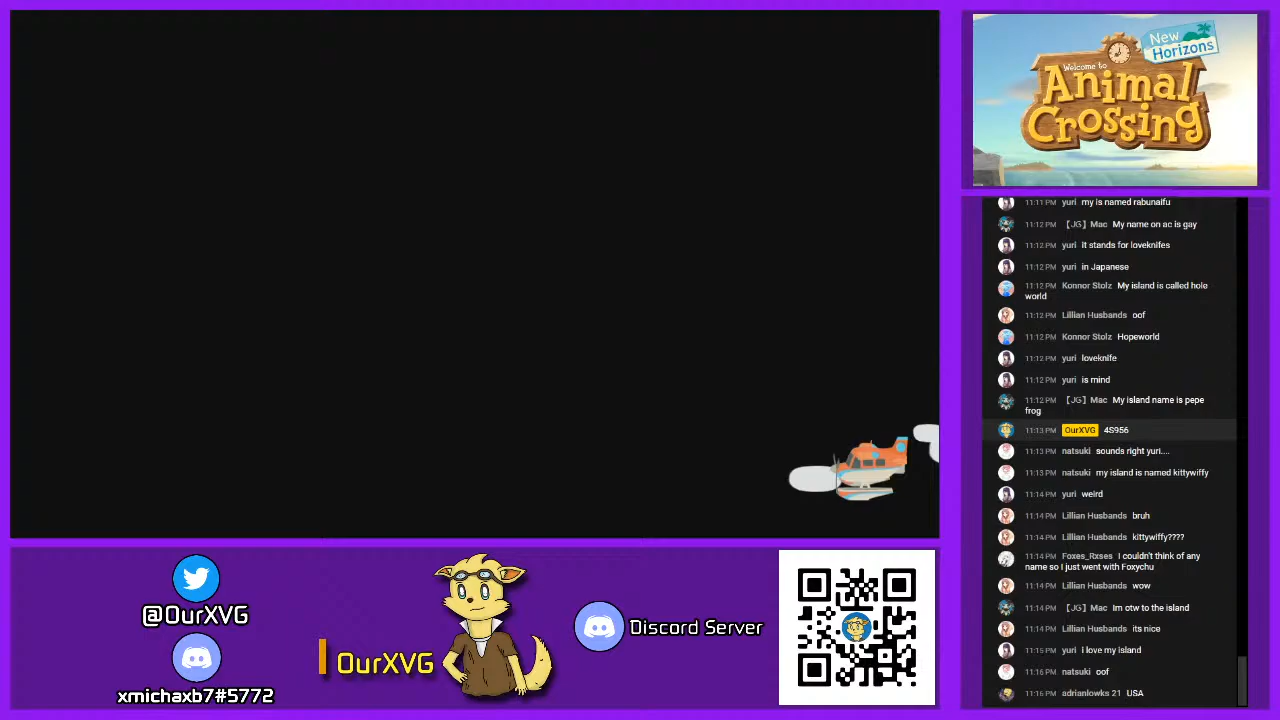 New
Horizons
Welcome to
Animal
Crossing
11:11 PM yuri my is named rabunaifu
11:12 PM 【JG】Mac My name on ac is gay
11:12 PM yuri it stands for loveknifes
11:12 PM yuri in Japanese
11:12 PM Konnor Stolz My island is called hole
world
11:12 PM Lillian Husbands oof
11:12 PM Konnor Stolz Hopeworld
11:12 PM yuri loveknife
11:12 PM yuri is mind
11:12 PM 【JG】Mac My island name is pepe
frog
11:13 PM OurXVG 4S956
11:13 PM natsuki sounds right yuri....
11:13 PM natsuki my island is named kittywiffy
11:14 PM yuri weird
11:14 PM Lillian Husbands bruh
11:14 PM Lillian Husbands kittywiffy????
11:14 PM Foxes_Rxses I couldn't think of any
name so I just went with Foxychu
11:14 PM Lillian Husbands wow
11:14 PM 【JG】Mac Im otw to the island
11:14 PM Lillian Husbands its nice
11:15 PM yuri i love my island
11:16 PM natsuki oof
11:16 PM adrianlowks 21 USA
@OurXVG
xmichaxb7#5772
OurXVG
Discord Server